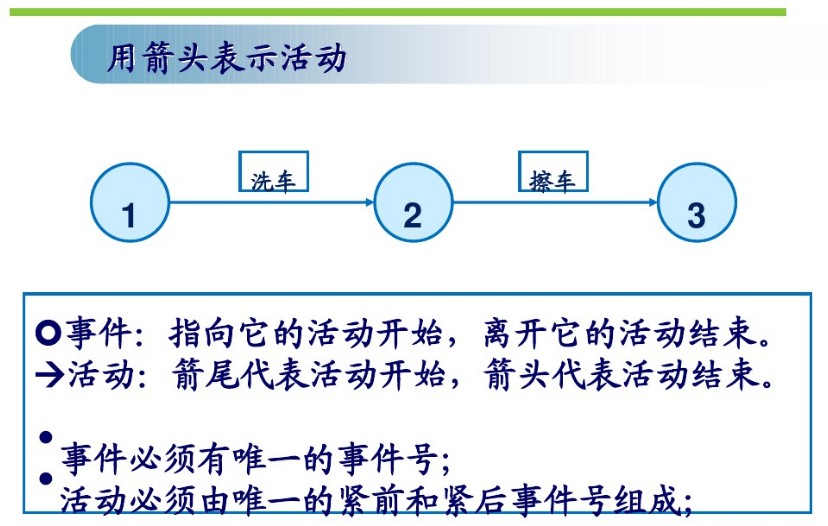 用箭头表示活动
洗车
擦车
1
2
3
事件：指向它的活动开始，离开它的活动结束。
→活动：箭尾代表活动开始，箭头代表活动结束。
•
事件必须有唯一的事件号;
•
活动必须由唯一的紧前和紧后事件号组成;